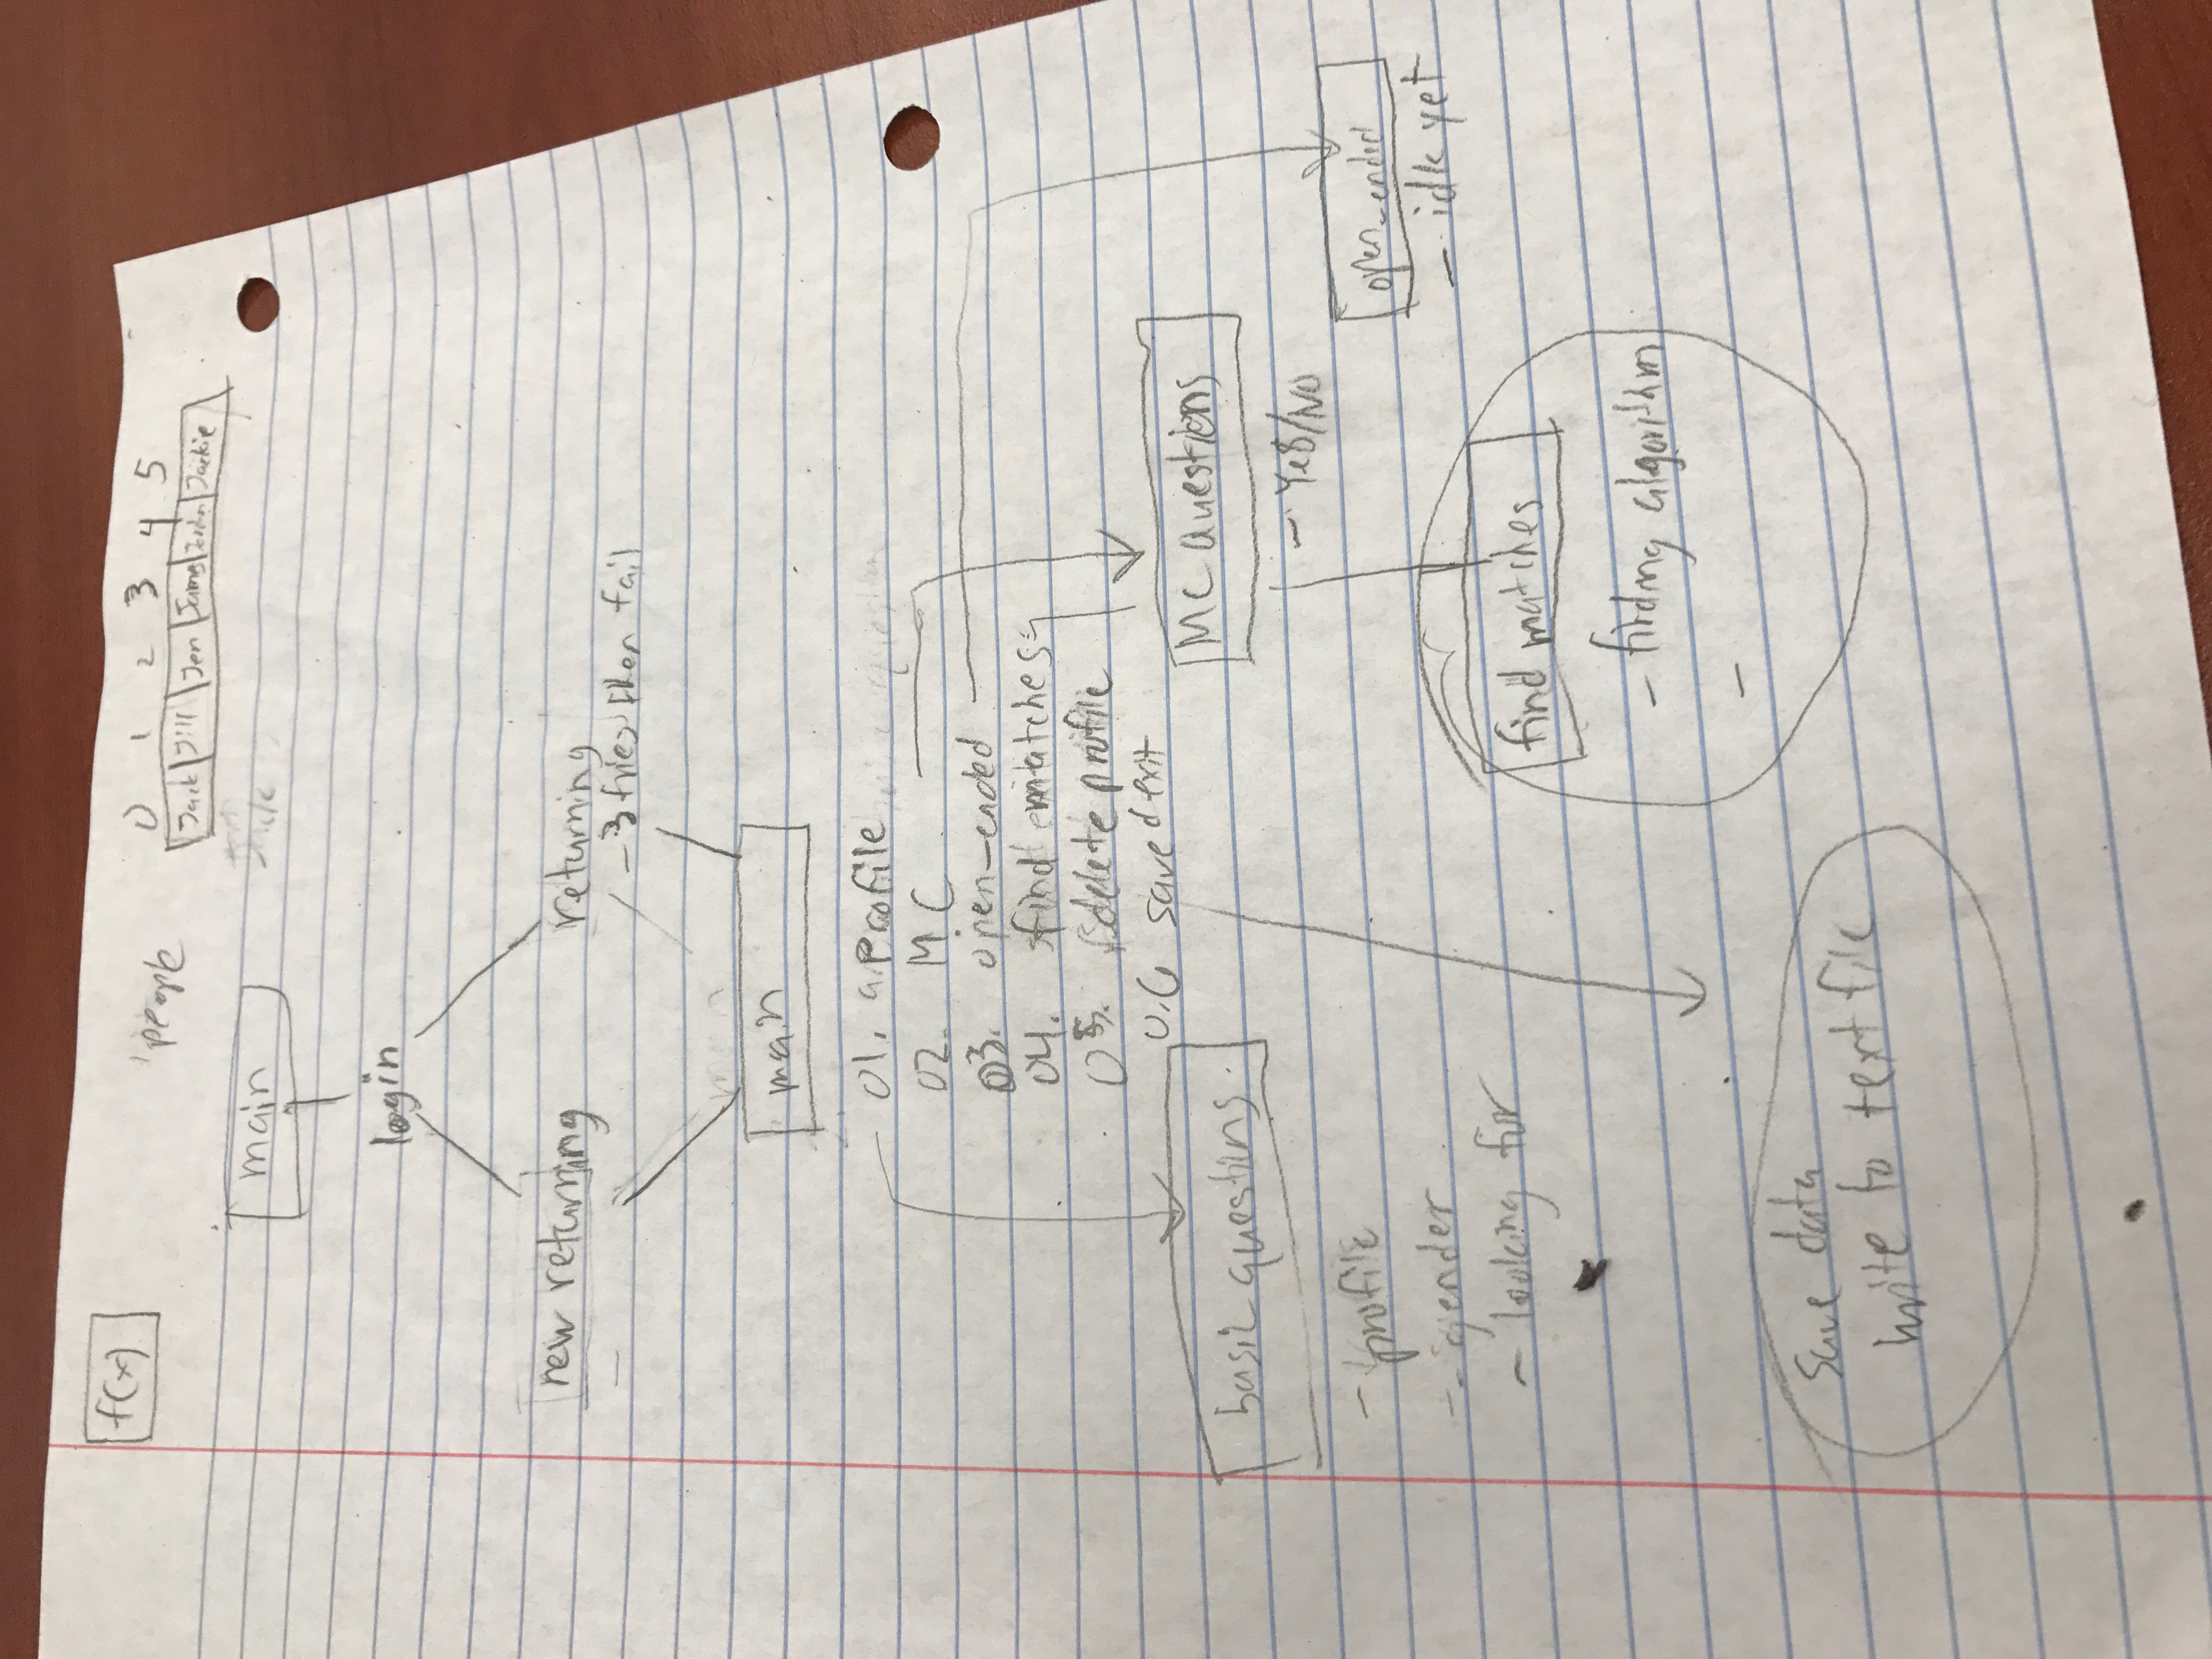 f(x)
people
0 1 2 3 4 5
Jack Jill Jen James Jordan Jackie
main
login
new returning
returning
- 3 tries then fail
main
01. profile
02. MC
03. open-ended
04. find matches
05. delete profile
0.6 save d exit
basic questions
- profile
- gender
- looking for
MC Questions
- Yes/No
open-ended
- idk yet
find matches
- finding algorithm
-
save data
write to text file